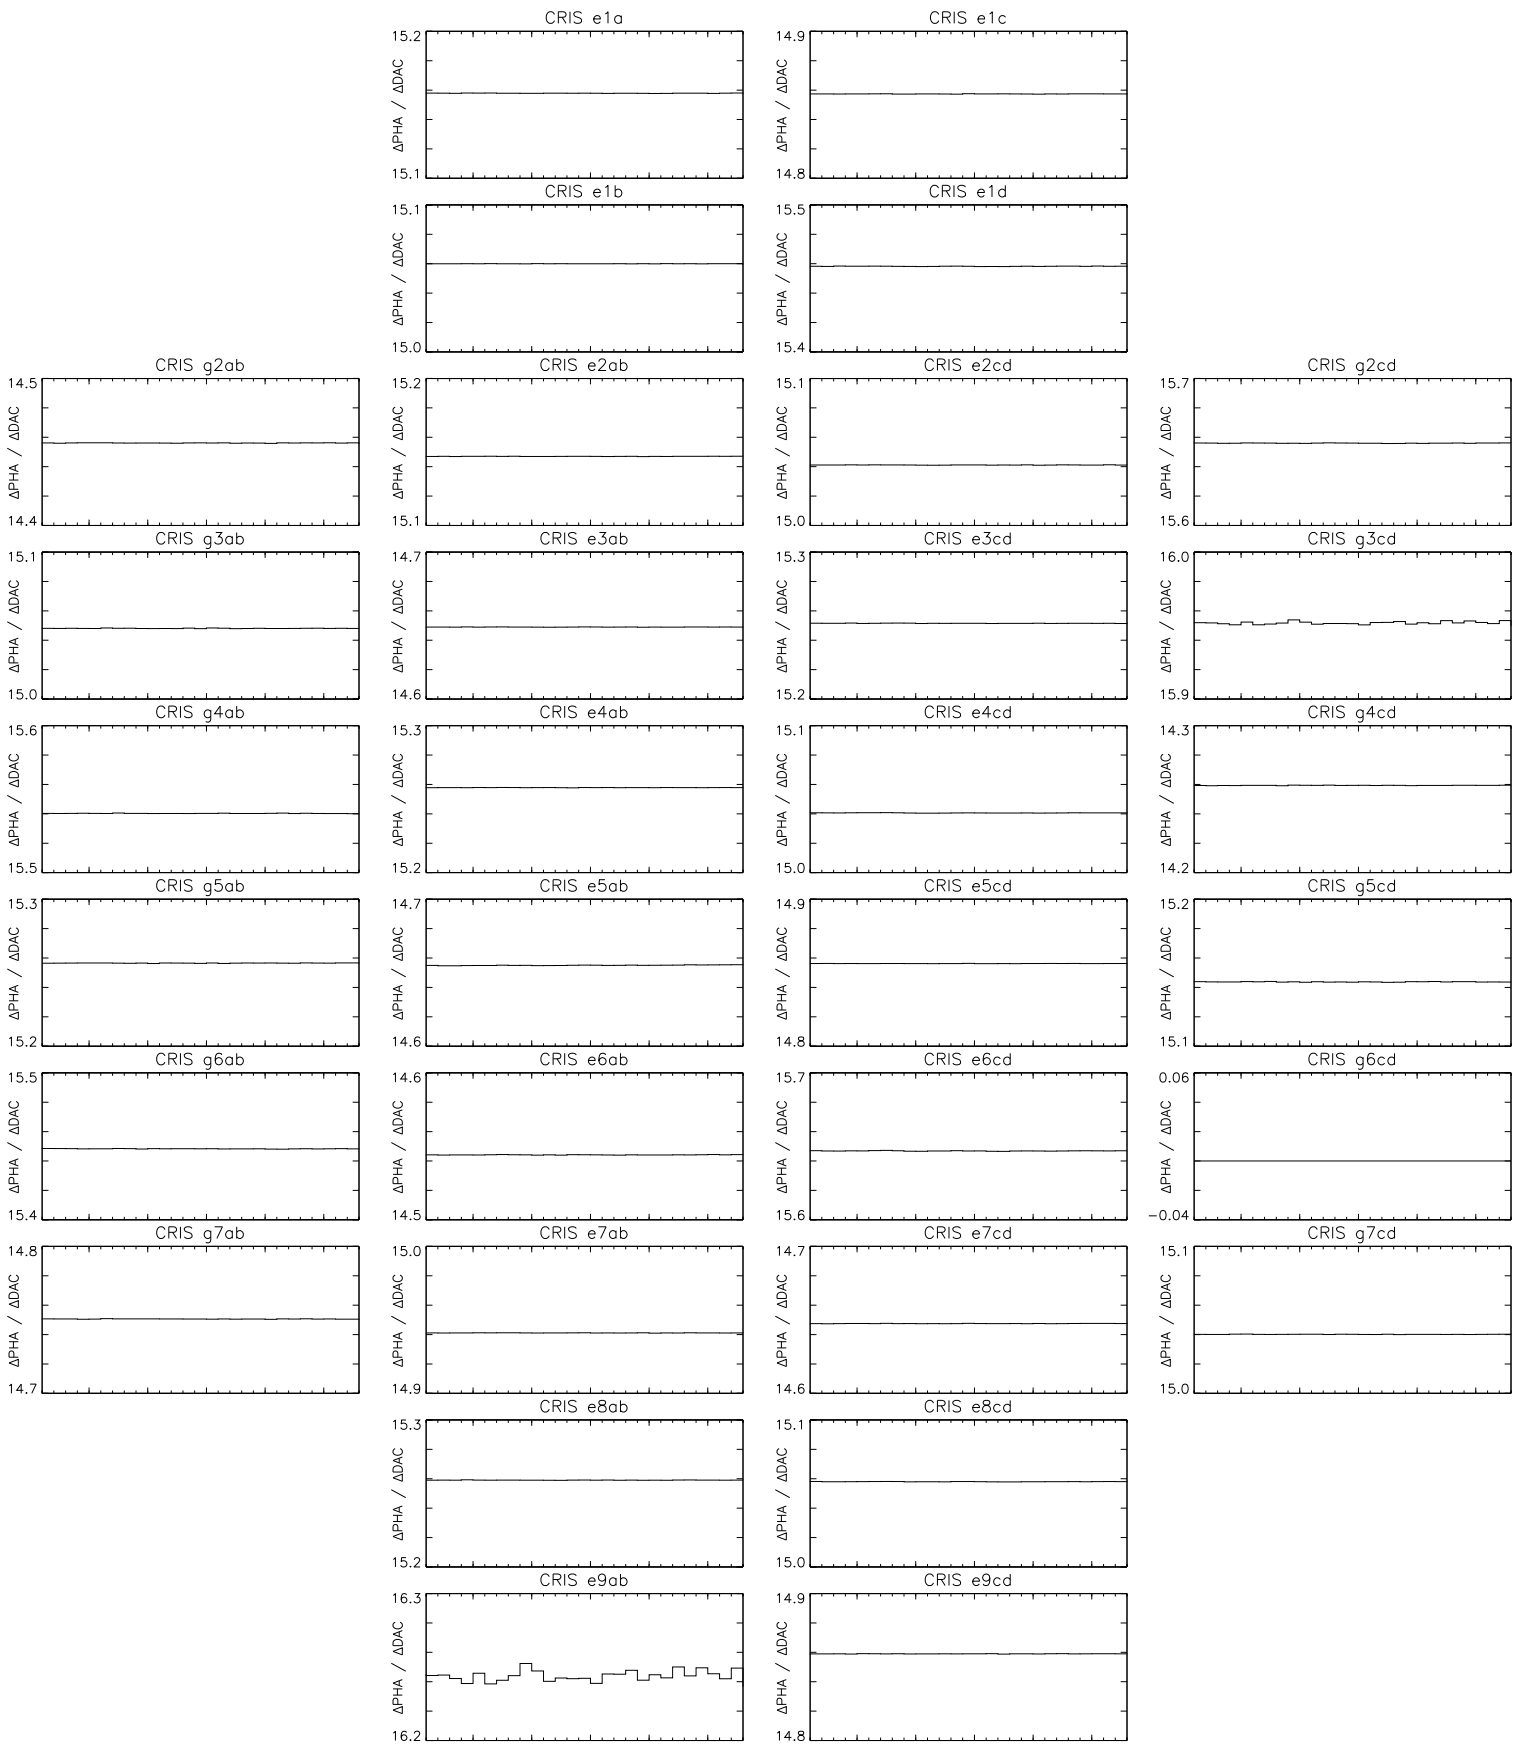 CRIS e1a
15.2
ΔPHA / ΔDAC
15.1
CRIS e1c
14.9
ΔPHA / ΔDAC
14.8
CRIS e1b
15.1
ΔPHA / ΔDAC
15.0
CRIS e1d
15.5
ΔPHA / ΔDAC
15.4
CRIS g2ab
14.5
ΔPHA / ΔDAC
14.4
CRIS e2ab
15.2
ΔPHA / ΔDAC
15.1
CRIS e2cd
15.1
ΔPHA / ΔDAC
15.0
CRIS g2cd
15.7
ΔPHA / ΔDAC
15.6
CRIS g3ab
15.1
ΔPHA / ΔDAC
15.0
CRIS e3ab
14.7
ΔPHA / ΔDAC
14.6
CRIS e3cd
15.3
ΔPHA / ΔDAC
15.2
CRIS g3cd
16.0
ΔPHA / ΔDAC
15.9
CRIS g4ab
15.6
ΔPHA / ΔDAC
15.5
CRIS e4ab
15.3
ΔPHA / ΔDAC
15.2
CRIS e4cd
15.1
ΔPHA / ΔDAC
15.0
CRIS g4cd
14.3
ΔPHA / ΔDAC
14.2
CRIS g5ab
15.3
ΔPHA / ΔDAC
15.2
CRIS e5ab
14.7
ΔPHA / ΔDAC
14.6
CRIS e5cd
14.9
ΔPHA / ΔDAC
14.8
CRIS g5cd
15.2
ΔPHA / ΔDAC
15.1
CRIS g6ab
15.5
ΔPHA / ΔDAC
15.4
CRIS e6ab
14.6
ΔPHA / ΔDAC
14.5
CRIS e6cd
15.7
ΔPHA / ΔDAC
15.6
CRIS g6cd
0.06
ΔPHA / ΔDAC
−0.04
CRIS g7ab
14.8
ΔPHA / ΔDAC
14.7
CRIS e7ab
15.0
ΔPHA / ΔDAC
14.9
CRIS e7cd
14.7
ΔPHA / ΔDAC
14.6
CRIS g7cd
15.1
ΔPHA / ΔDAC
15.0
CRIS e8ab
15.3
ΔPHA / ΔDAC
15.2
CRIS e8cd
15.1
ΔPHA / ΔDAC
15.0
CRIS e9ab
16.3
ΔPHA / ΔDAC
16.2
CRIS e9cd
14.9
ΔPHA / ΔDAC
14.8